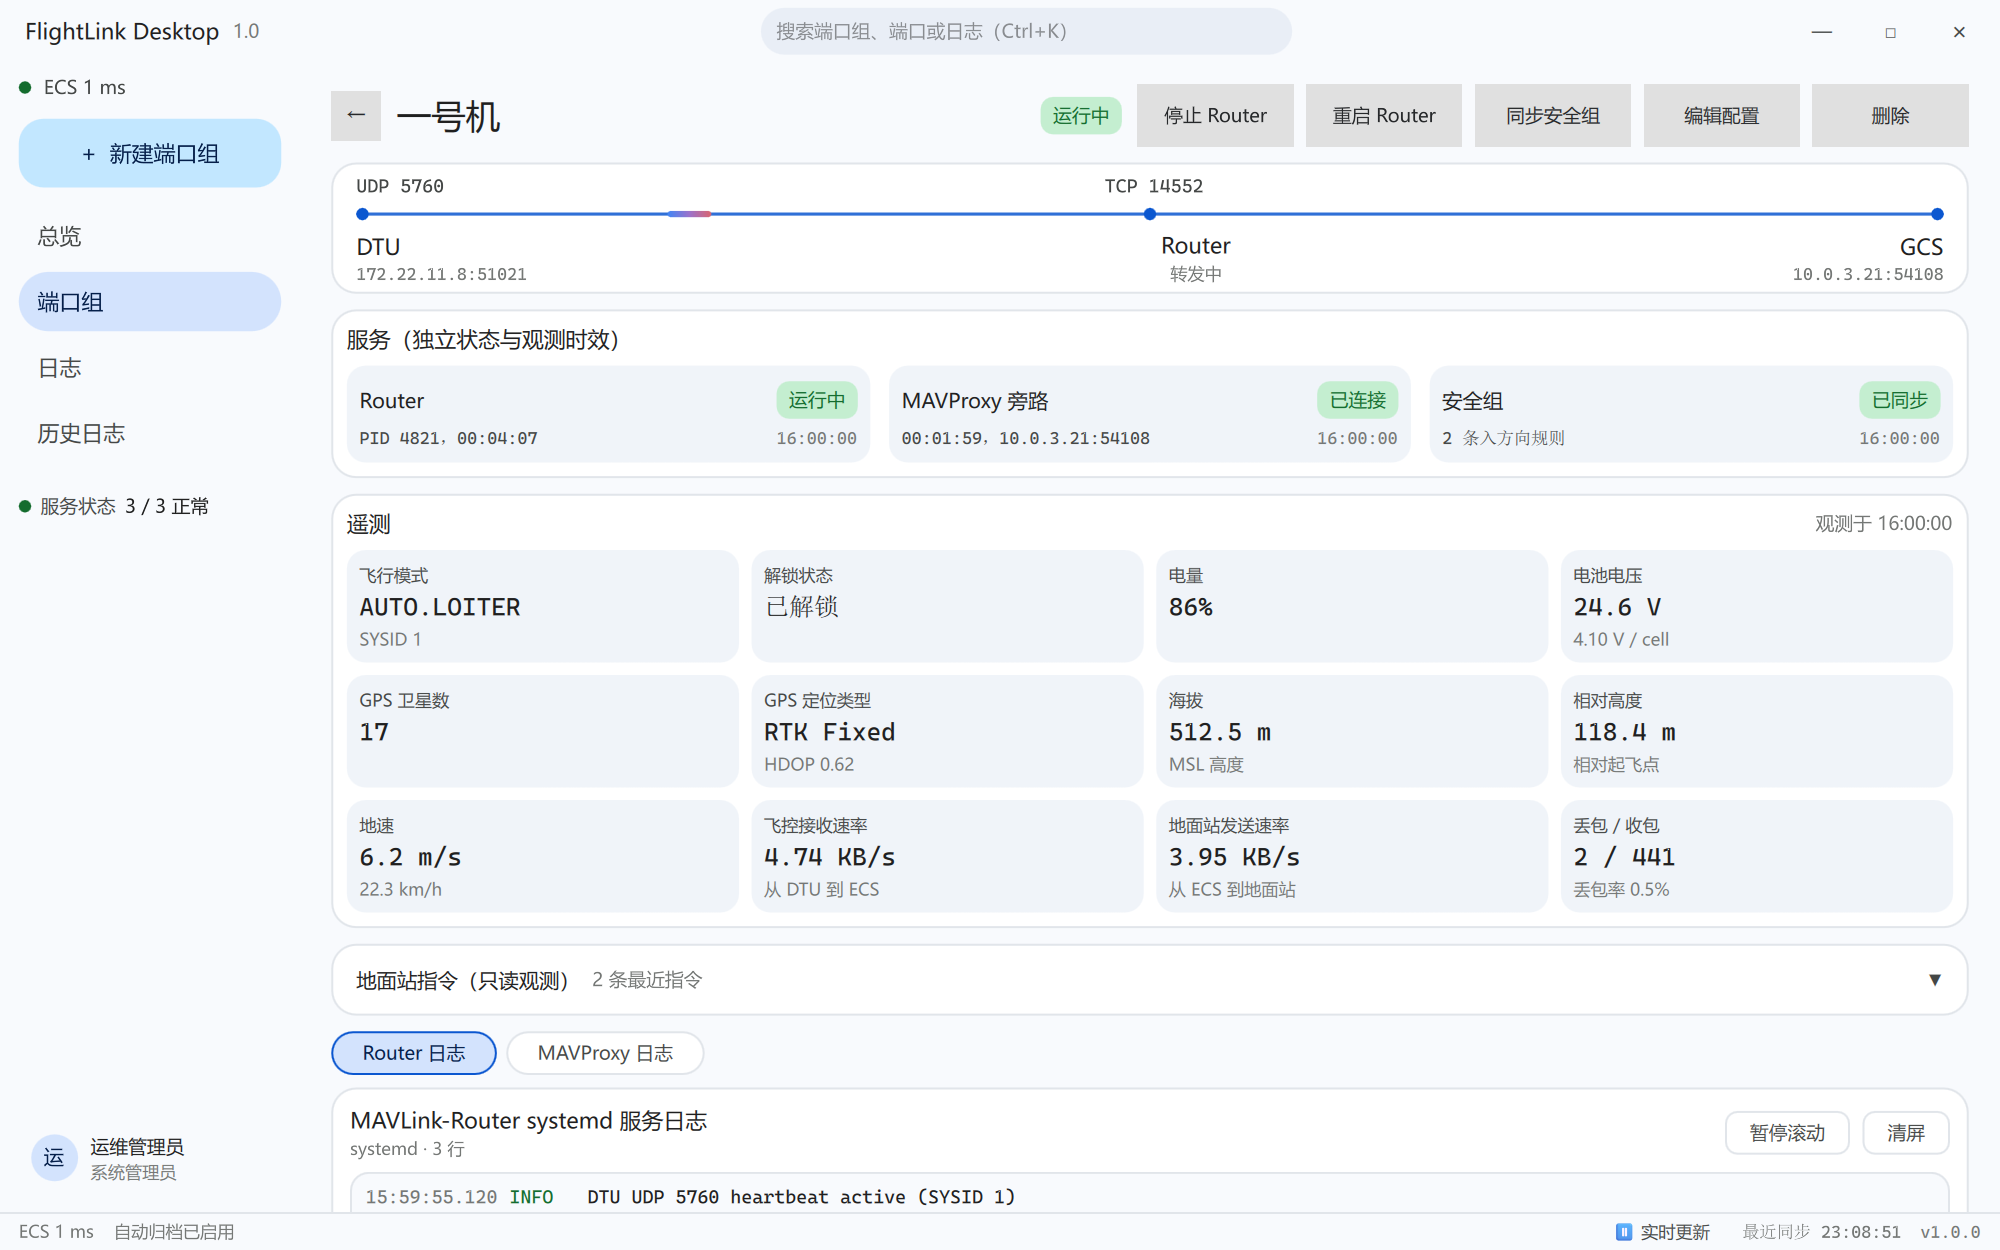 FlightLink Desktop 1.0
搜索端口组、端口或日志（Ctrl+K）
ECS 1 ms
+ 新建端口组
总览
端口组
日志
历史日志
服务状态 3 / 3 正常
运
运维管理员
系统管理员
← 一号机
运行中
停止 Router
重启 Router
同步安全组
编辑配置
删除
UDP 5760
TCP 14552
DTU
172.22.11.8:51021
Router
转发中
GCS
10.0.3.21:54108
服务（独立状态与观测时效）
Router
运行中
PID 4821, 00:04:07
16:00:00
MAVProxy 旁路
已连接
00:01:59, 10.0.3.21:54108
16:00:00
安全组
已同步
2 条入方向规则
16:00:00
遥测
观测于 16:00:00
飞行模式
AUTO.LOITER
SYSID 1
解锁状态
已解锁
电量
86%
电池电压
24.6 V
4.10 V / cell
GPS 卫星数
17
GPS 定位类型
RTK Fixed
HDOP 0.62
海拔
512.5 m
MSL 高度
相对高度
118.4 m
相对起飞点
地速
6.2 m/s
22.3 km/h
飞控接收速率
4.74 KB/s
从 DTU 到 ECS
地面站发送速率
3.95 KB/s
从 ECS 到地面站
丢包 / 收包
2 / 441
丢包率 0.5%
地面站指令（只读观测） 2 条最近指令
▼
Router 日志
MAVProxy 日志
MAVLink-Router systemd 服务日志
systemd · 3 行
暂停滚动
清屏
15:59:55.120 INFO DTU UDP 5760 heartbeat active (SYSID 1)
ECS 1 ms 自动归档已启用
实时更新 最近同步 23:08:51 v1.0.0